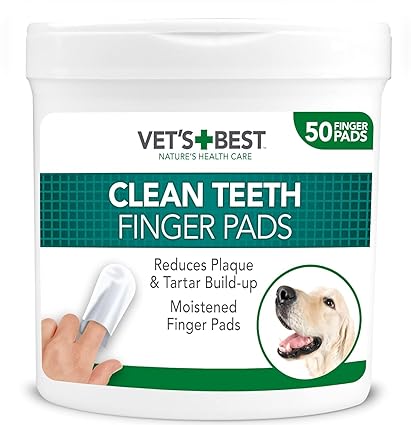 VET'S+BEST™
NATURE'S HEALTH CARE
50 FINGER
PADS
CLEAN TEETH
FINGER PADS
Reduces Plaque
& Tartar Build-up
Moistened
Finger Pads